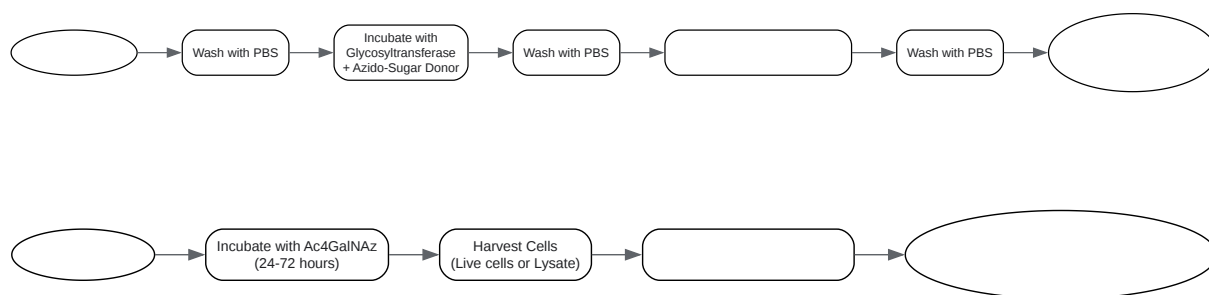 Wash with PBS
Incubate with
Glycosyltransferase
+ Azido-Sugar Donor
Wash with PBS
Wash with PBS
Incubate with Ac4GalNAz
(24-72 hours)
Harvest Cells
(Live cells or Lysate)